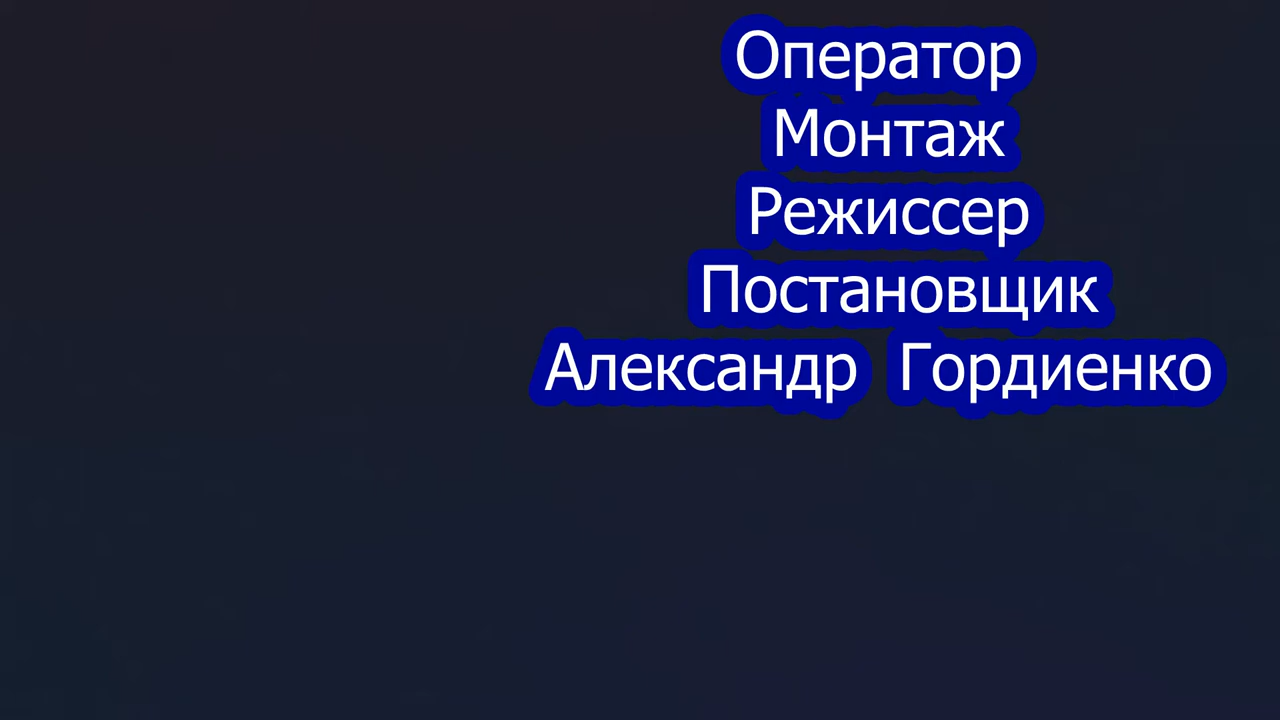 Оператор
Монтаж
Режиссер
Постановщик
Александр Гордиенко